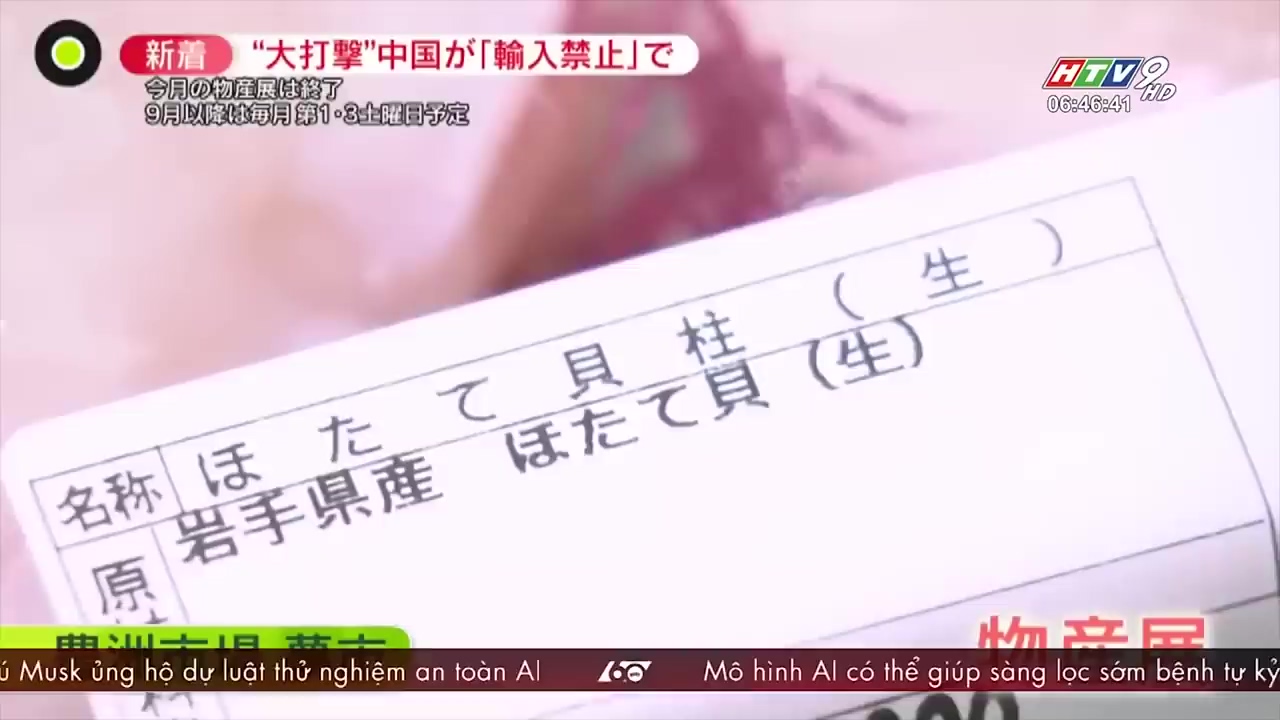 新着 “大打撃”中国が「輸入禁止」で
今月の物産展は終了
9月以降は毎月 第1・3土曜日予定
HTV9 HD
06:46:41
名称 ほたて貝柱(生)
岩手県産 ほたて貝(生)
原
物産展
ú Musk ủng hộ dự luật thử nghiệm an toàn AI 60 Mô hình AI có thể giúp sàng lọc sớm bệnh tự kỷ